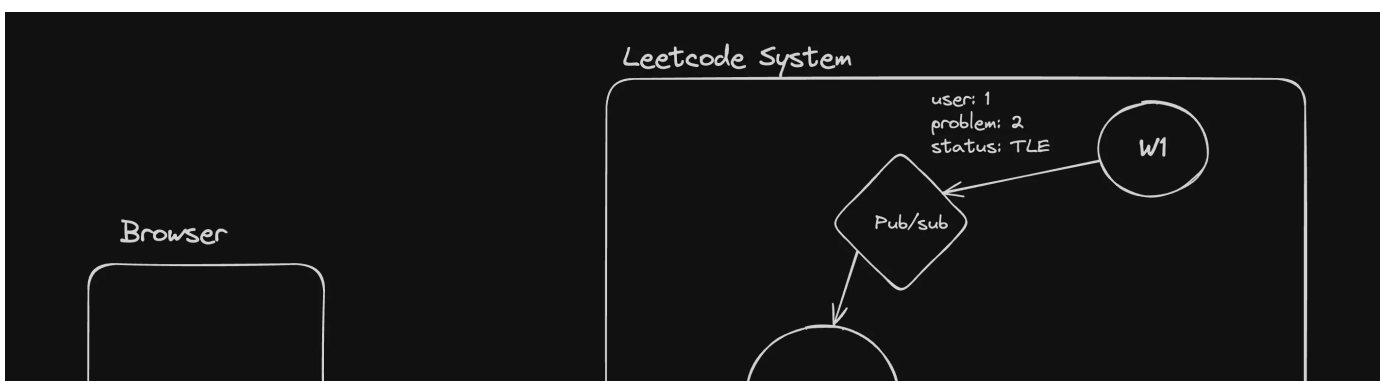 Leetcode System
user: 1
problem: 2
status: TLE
W1
Pub/sub
Browser